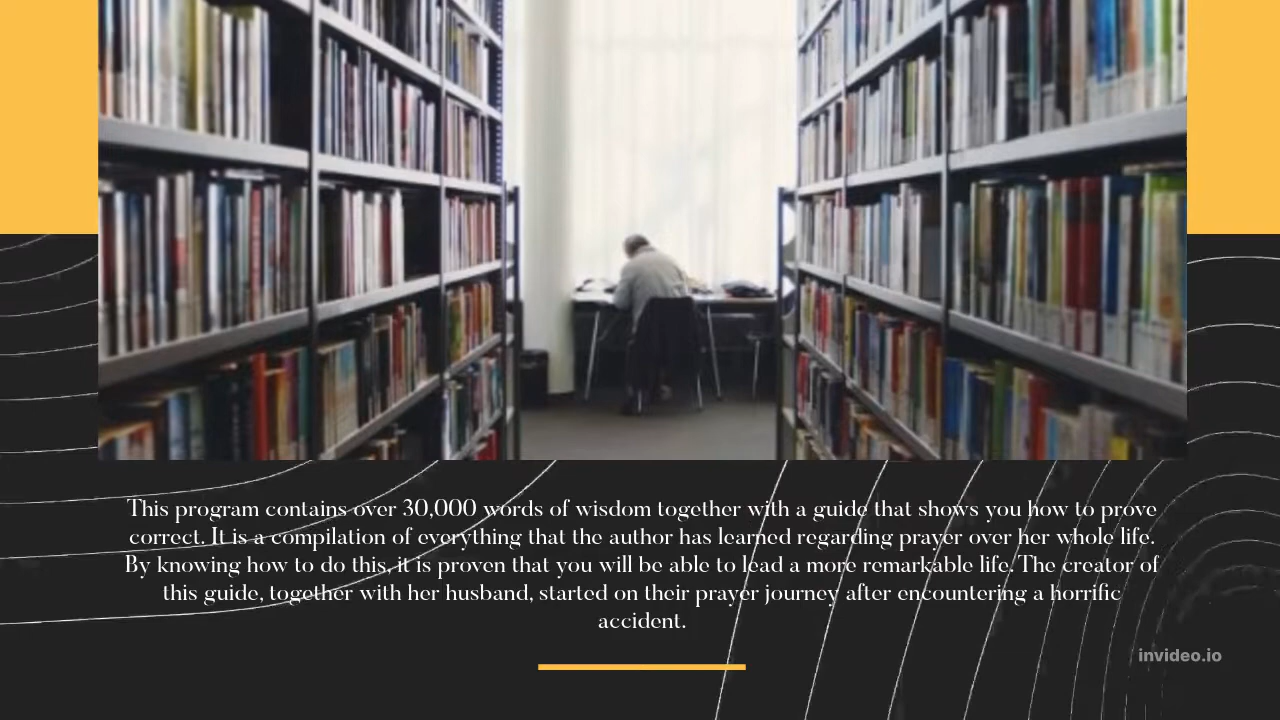 This program contains over 30,000 words of wisdom together with a guide that shows you how to prove
correct. It is a compilation of everything that the author has learned regarding prayer over her whole life.
By knowing how to do this, it is proven that you will be able to lead a more remarkable life. The creator of
this guide, together with her husband, started on their prayer journey after encountering a horrific
accident.
invideo.io